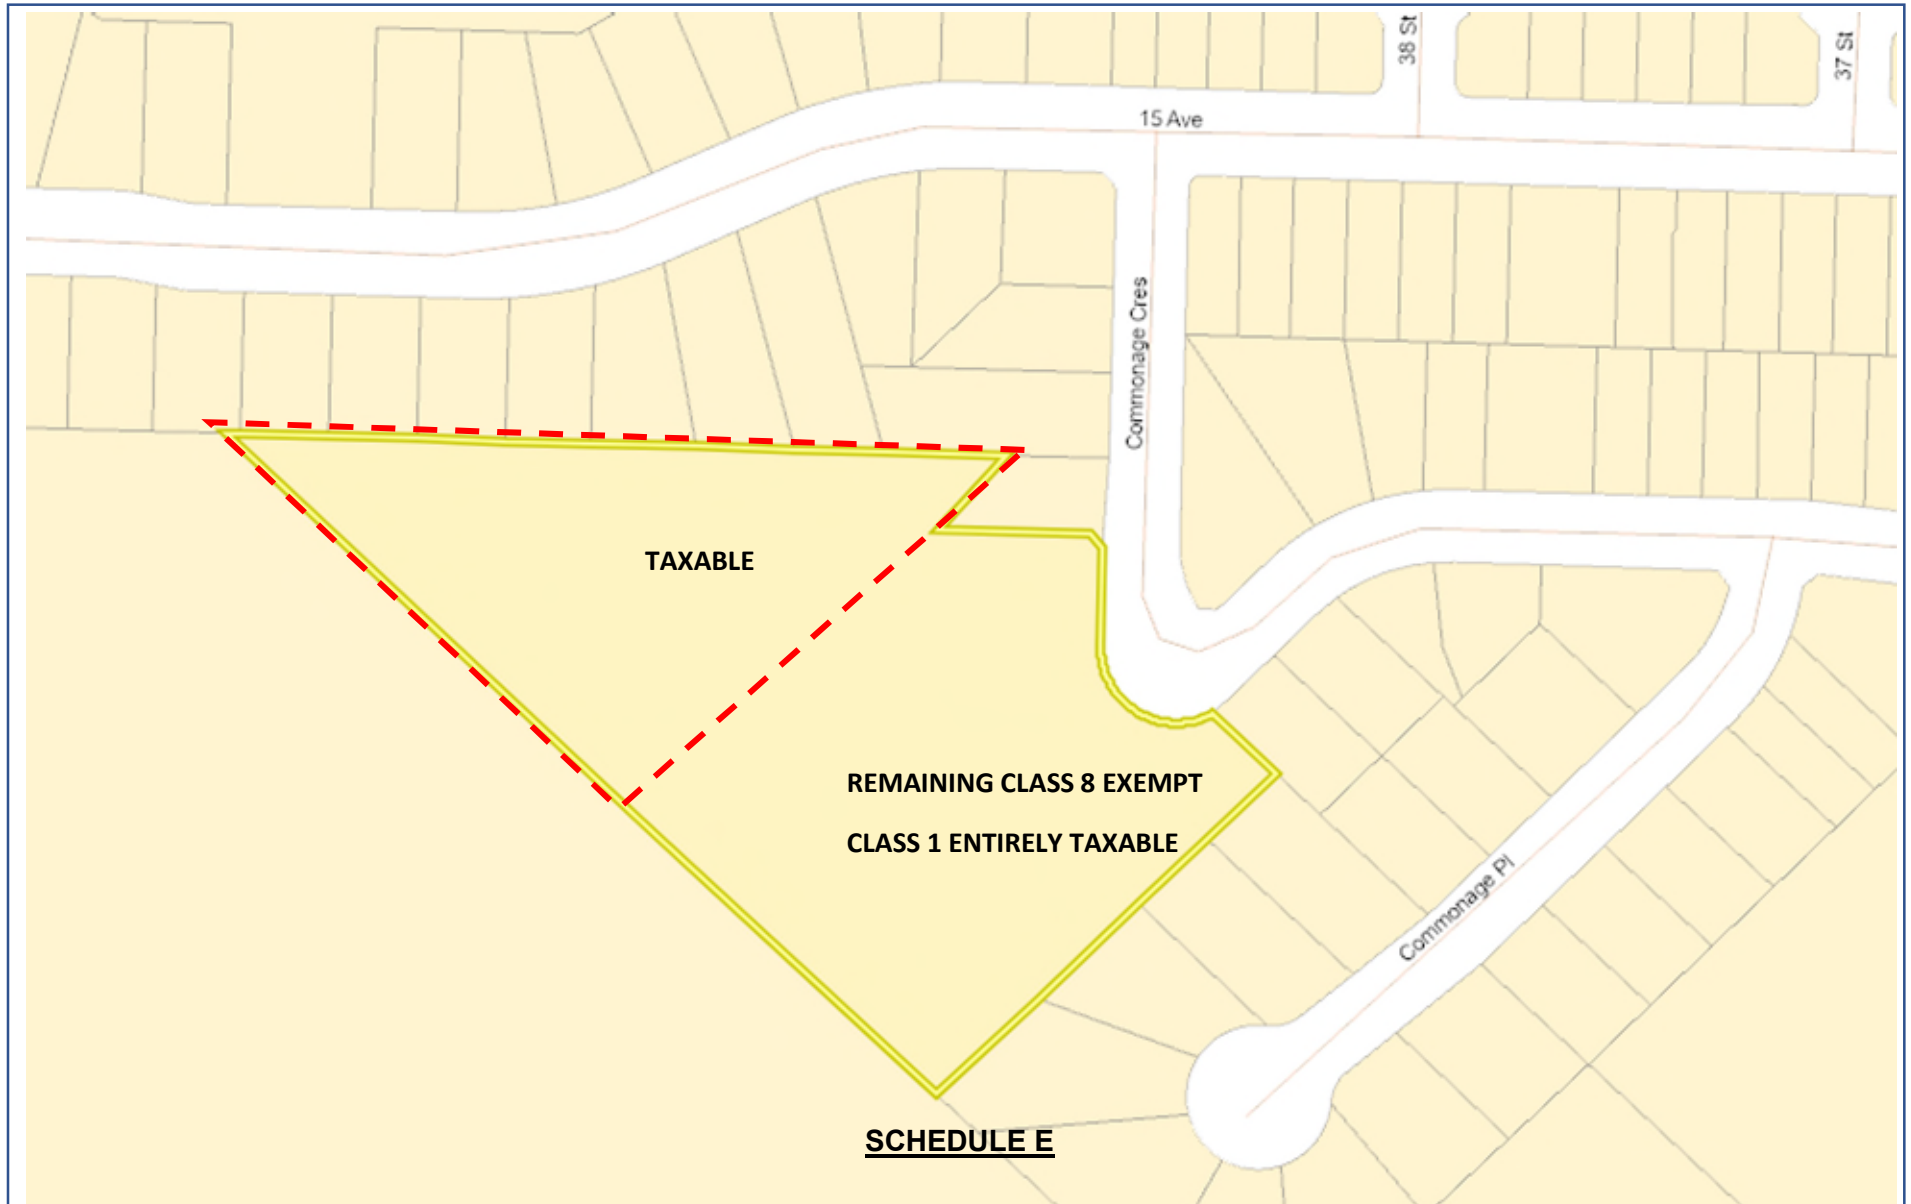 38 St
37 St
15 Ave
Commonage Cres
TAXABLE
REMAINING CLASS 8 EXEMPT
CLASS 1 ENTIRELY TAXABLE
Commonage Pl
SCHEDULE E